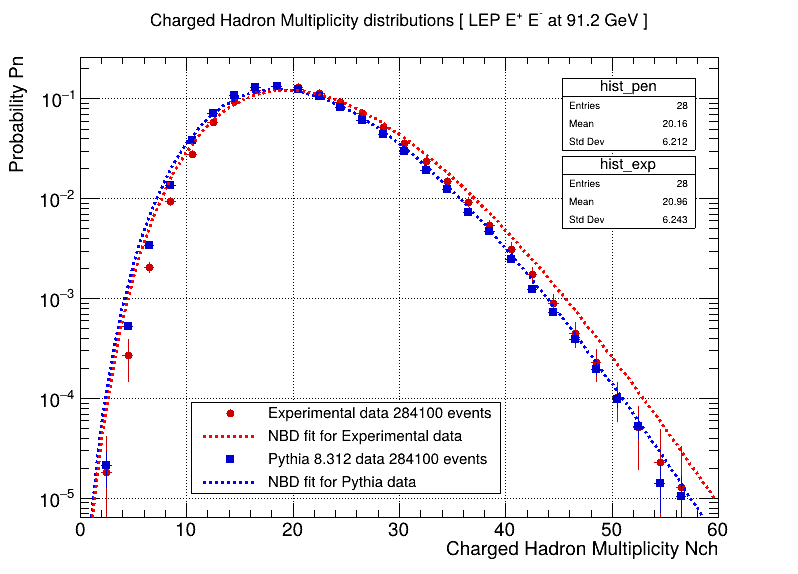 Charged Hadron Multiplicity distributions [ LEP E⁺ E⁻ at 91.2 GeV ]
Probability Pn
hist_pen
Entries 28
Mean 20.16
Std Dev 6.212
hist_exp
Entries 28
Mean 20.96
Std Dev 6.243
10⁻¹
10⁻²
10⁻³
10⁻⁴
10⁻⁵
Experimental data 284100 events
NBD fit for Experimental data
Pythia 8.312 data 284100 events
NBD fit for Pythia data
0 10 20 30 40 50 60
Charged Hadron Multiplicity Nch